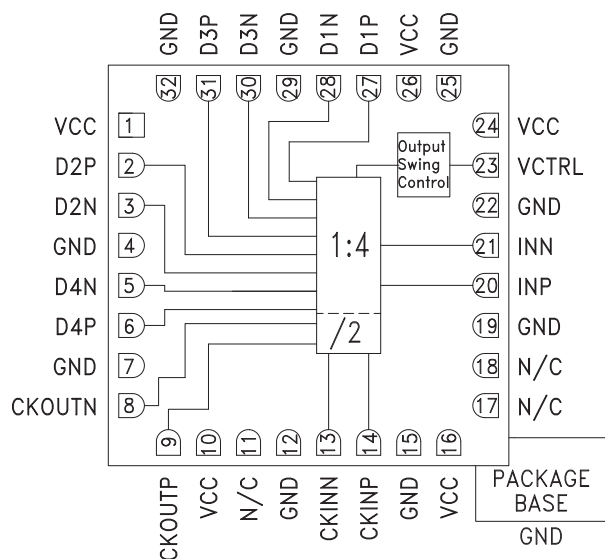 GND
D3P
D3N
GND
D1N
D1P
VCC
GND
32
31
30
29
28
27
26
25
VCC
1
24
VCC
D2P
2
Output
Swing
Control
23
VCTRL
D2N
3
22
GND
GND
4
1:4
21
INN
D4N
5
20
INP
D4P
6
/2
19
GND
GND
7
18
N/C
CKOUTN
8
17
N/C
9
10
11
12
13
14
15
16
CKOUTP
VCC
N/C
GND
CKINN
CKINP
GND
VCC
PACKAGE
BASE
GND